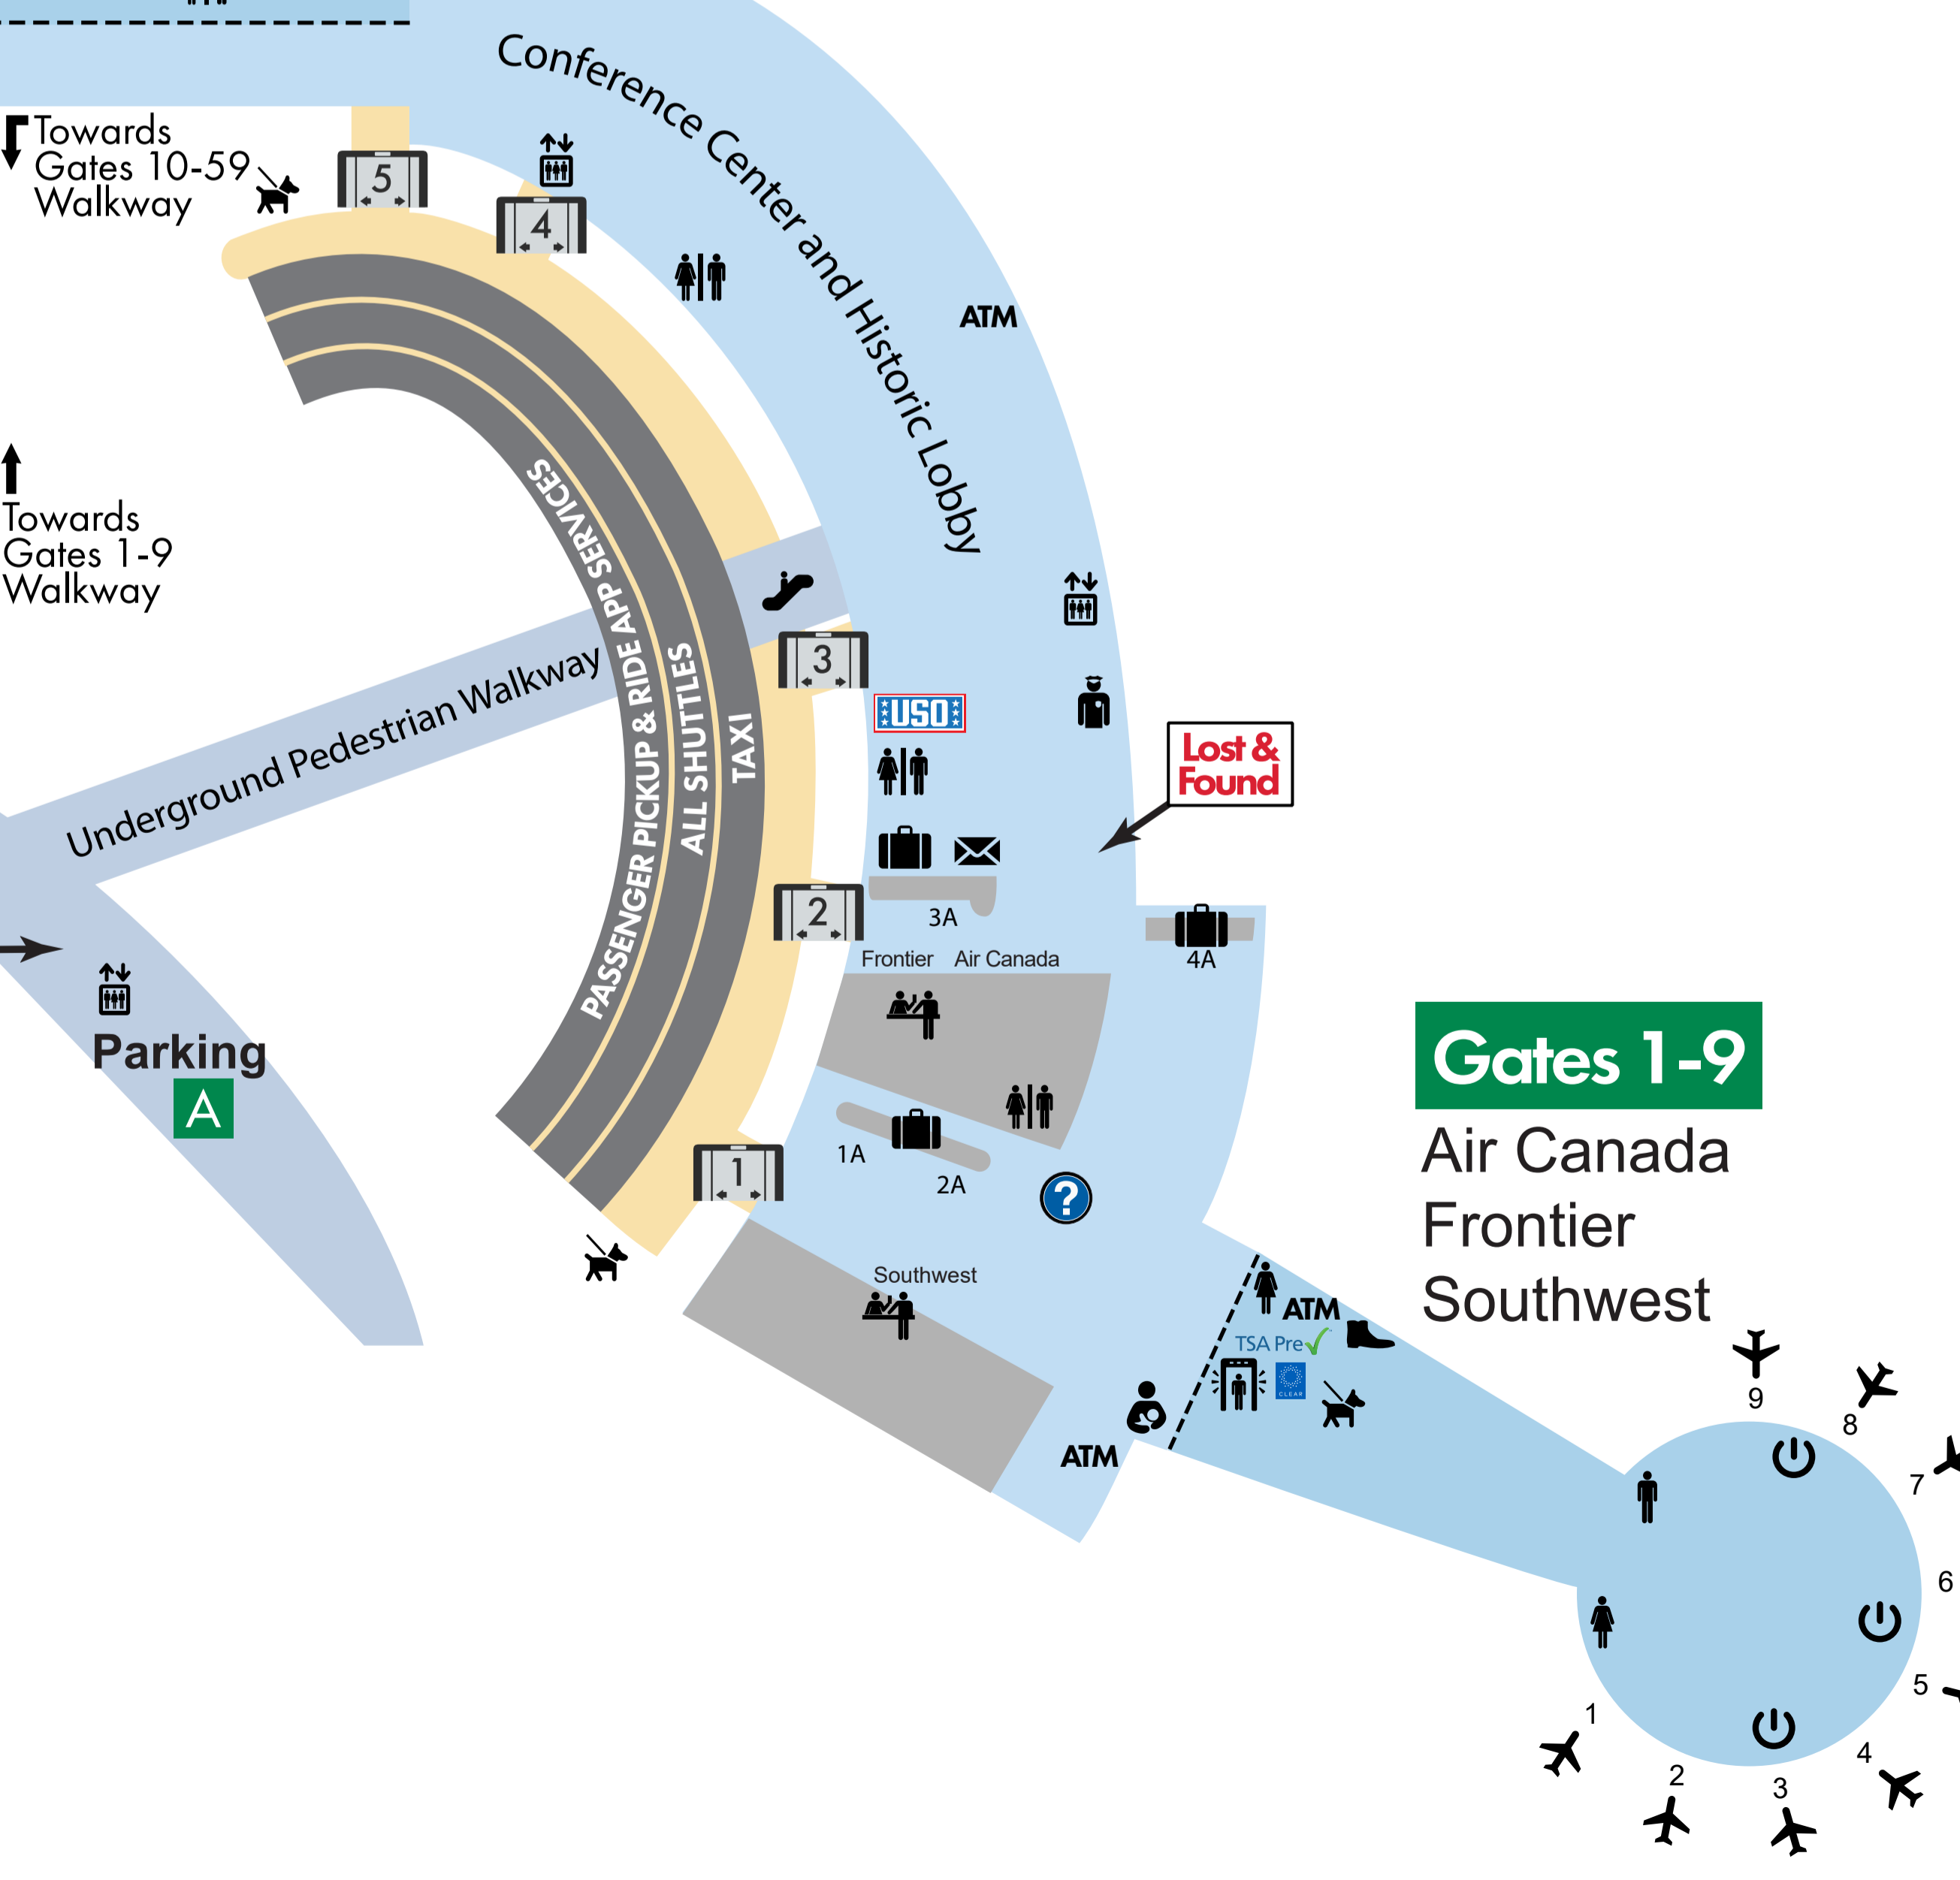 Conference Center and Historic Lobby
Towards
Gates 10-59
Walkway
5
4
ATM
Towards
Gates 1-9
Walkway
Underground Pedestrian Walkway
PASSENGER PICKUP & RIDE APP SERVICES
ALL SHUTTLES
TAXI
3
USO
Lost &
Found
2
3A
4A
Frontier
Air Canada
Parking
A
1
1A
2A
?
Southwest
Gates 1-9
Air Canada
Frontier
Southwest
ATM
TSA Pre
CLEAR
ATM
9
8
7
6
5
4
3
2
1